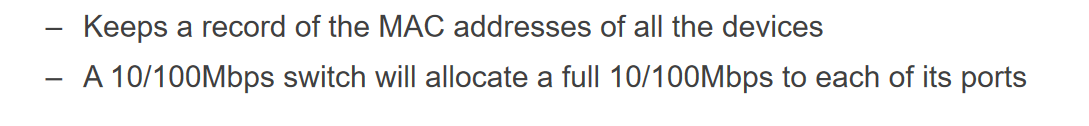 – Keeps a record of the MAC addresses of all the devices
– A 10/100Mbps switch will allocate a full 10/100Mbps to each of its ports